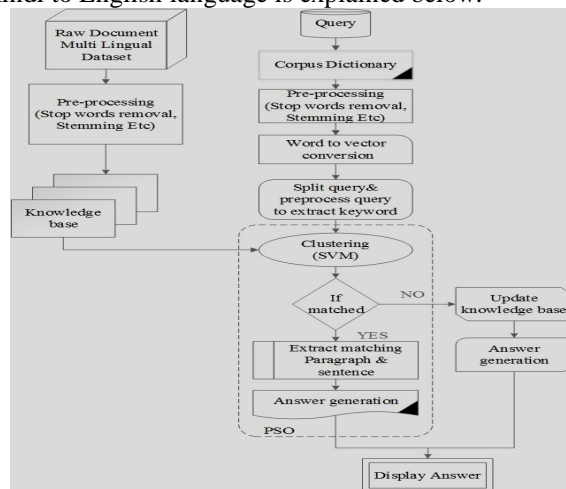 to English language is explained below.
Raw Document
Multi Lingual
Dataset
Pre-processing
(Stop words removal,
Stemming Etc)
Knowledge
base
Query
Corpus Dictionary
Pre-processing
(Stop words removal,
Stemming Etc)
Word to vector
conversion
Split query&
preprocess query
to extract keyword
Clustering
(SVM)
If
matched
NO
YES
Update
knowledge base
Extract matching
Paragraph &
sentence
Answer
generation
Answer generation
PSO
Display Answer